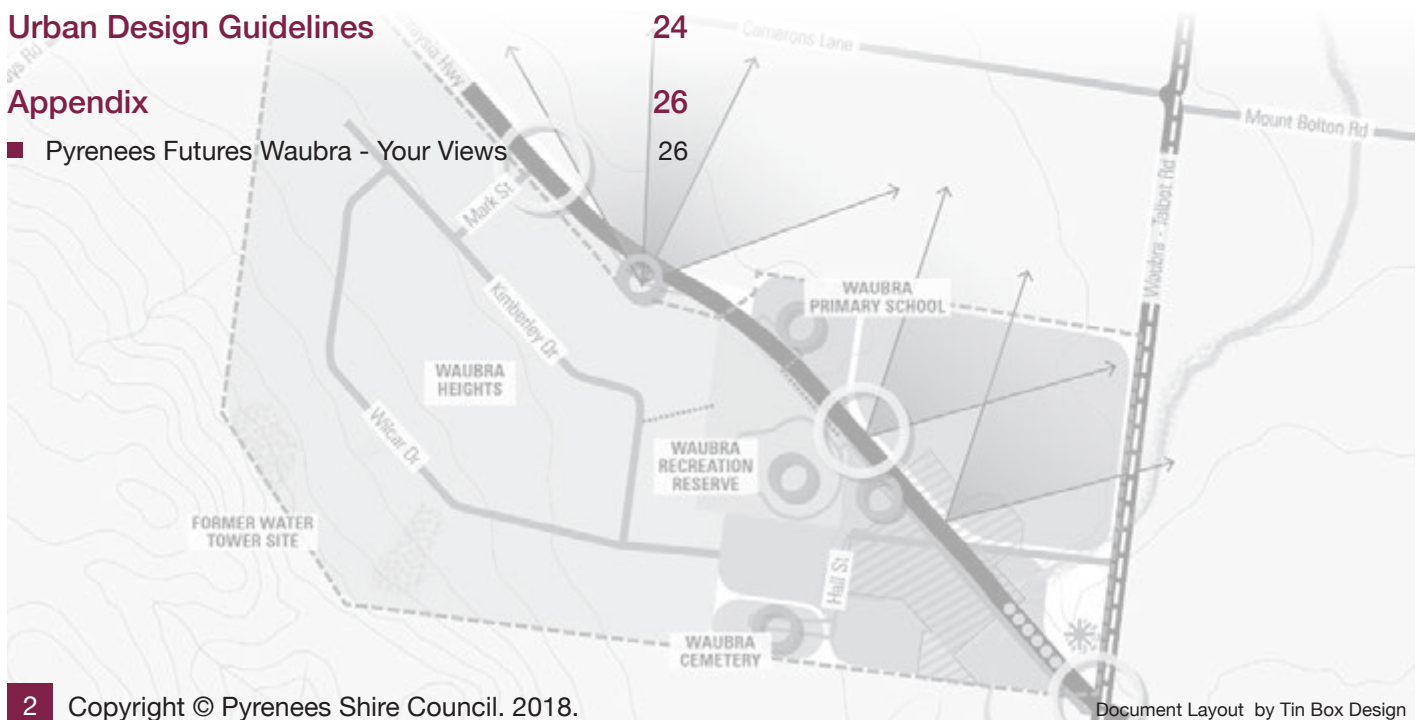 Urban Design Guidelines 24
Appendix 26
Pyrenees Futures Waubra - Your Views 26
Camerons Lane
Hwy
Rd
Mount Bolton Rd
Mark St
Waubra - Talbot Rd
WAUBRA
PRIMARY SCHOOL
Kimberley Dr
WAUBRA
HEIGHTS
Wilcar Dr
WAUBRA
RECREATION
RESERVE
FORMER WATER
TOWER SITE
Hall St
WAUBRA
CEMETERY
2 Copyright © Pyrenees Shire Council. 2018.
Document Layout by Tin Box Design